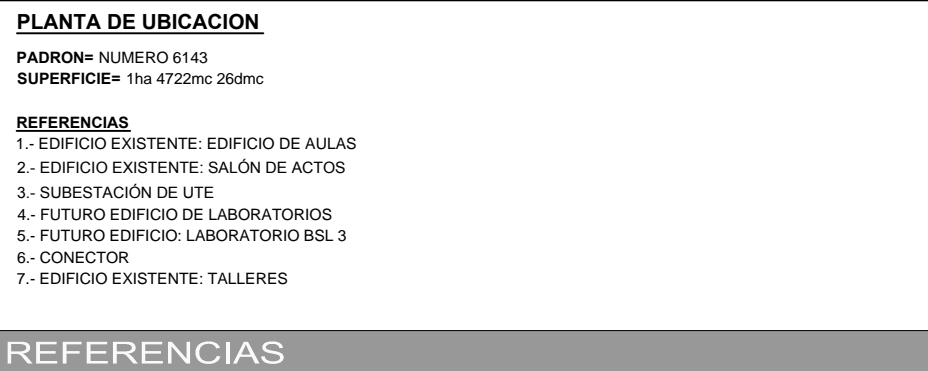 PLANTA DE UBICACION
PADRON= NUMERO 6143
SUPERFICIE= 1ha 4722mc 26dmc
REFERENCIAS
1.- EDIFICIO EXISTENTE: EDIFICIO DE AULAS
2.- EDIFICIO EXISTENTE: SALÓN DE ACTOS
3.- SUBESTACIÓN DE UTE
4.- FUTURO EDIFICIO DE LABORATORIOS
5.- FUTURO EDIFICIO: LABORATORIO BSL 3
6.- CONECTOR
7.- EDIFICIO EXISTENTE: TALLERES
REFERENCIAS